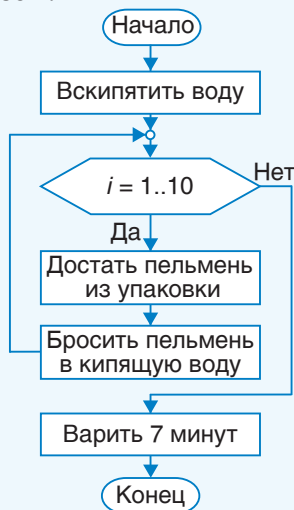 Начало
Вскипятить воду
i = 1..10
Нет
Да
Достать пельмень
из упаковки
Бросить пельмень
в кипящую воду
Варить 7 минут
Конец